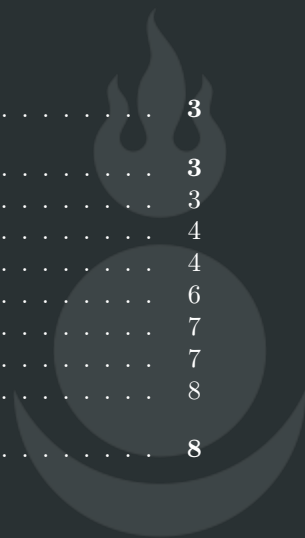 . . . . . . . . 3
. . . . . . . . 3
. . . . . . . . 3
. . . . . . . . 4
. . . . . . . . 4
. . . . . . . . 6
. . . . . . . . 7
. . . . . . . . 7
. . . . . . . . 8
. . . . . . . . 8